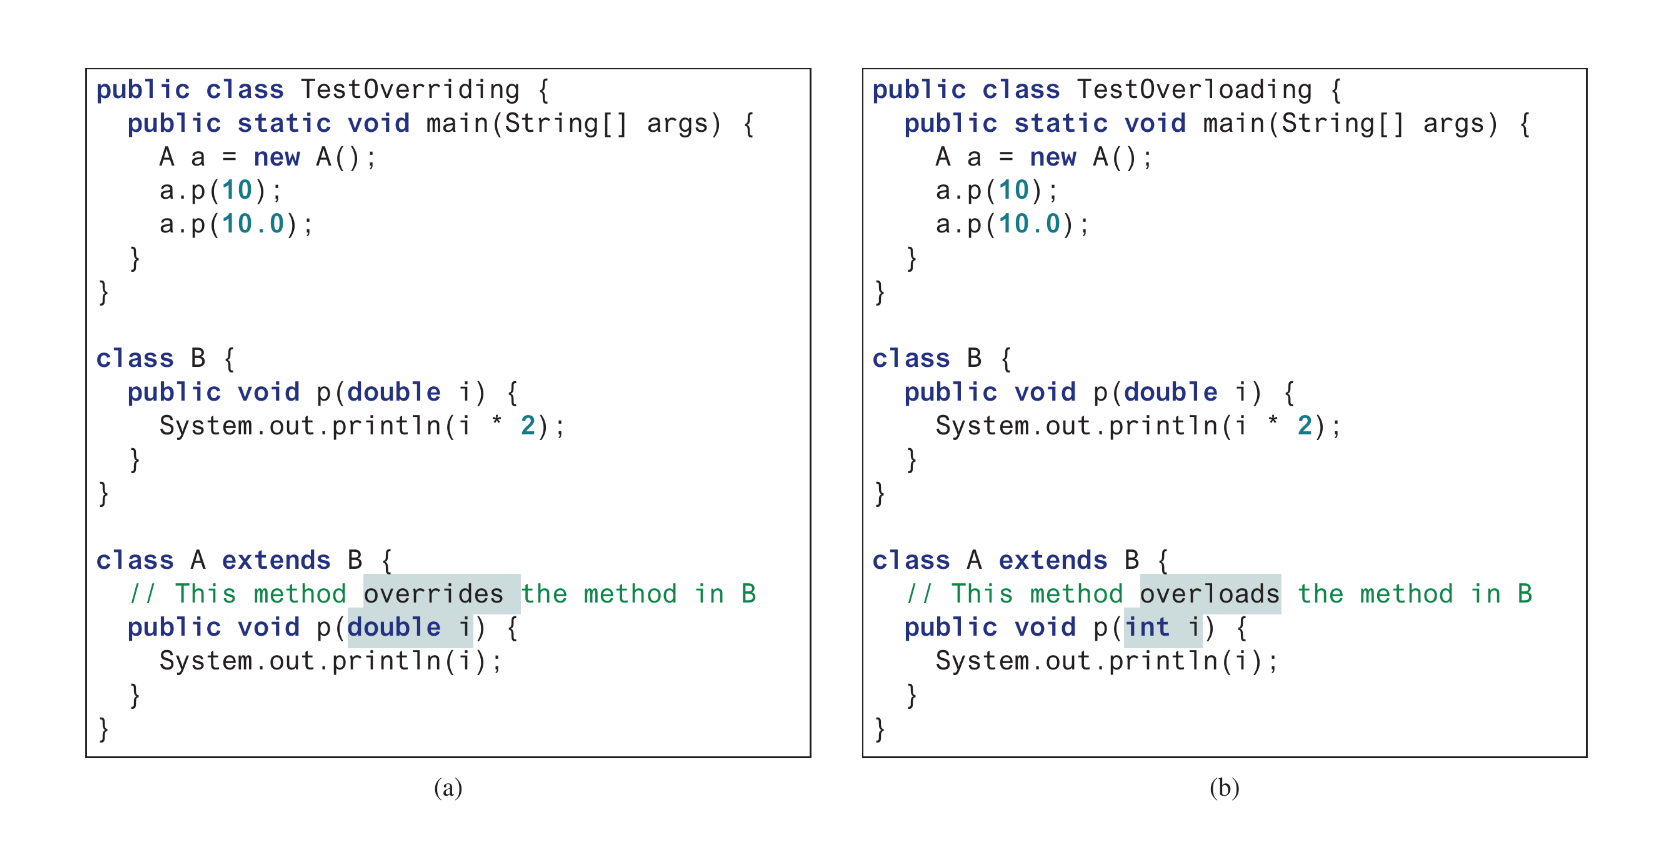 public class TestOverriding {
  public static void main(String[] args) {
    A a = new A();
    a.p(10);
    a.p(10.0);
  }
}

class B {
  public void p(double i) {
    System.out.println(i * 2);
  }
}

class A extends B {
  // This method overrides the method in B
  public void p(double i) {
    System.out.println(i);
  }
}
(a)
public class TestOverloading {
  public static void main(String[] args) {
    A a = new A();
    a.p(10);
    a.p(10.0);
  }
}

class B {
  public void p(double i) {
    System.out.println(i * 2);
  }
}

class A extends B {
  // This method overloads the method in B
  public void p(int i) {
    System.out.println(i);
  }
}
(b)